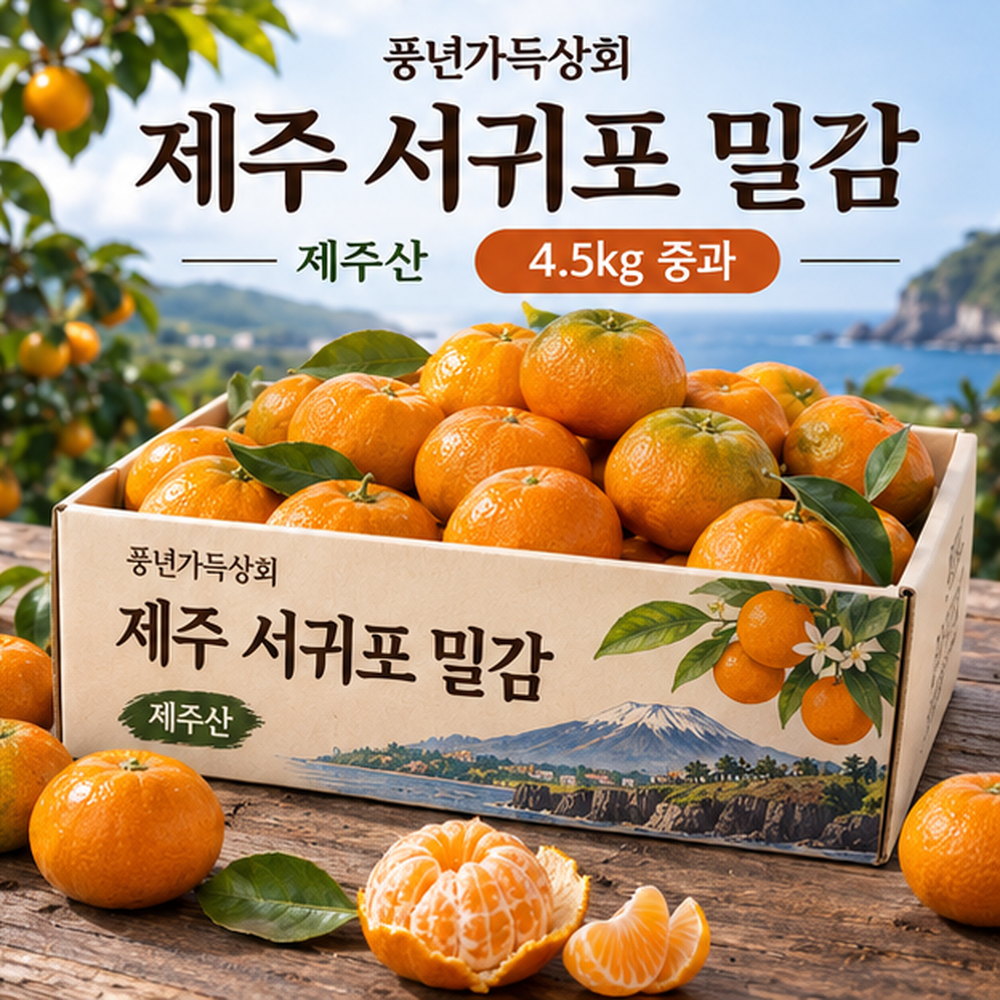 풍년가득상회
제주 서귀포 밀감
제주산 4.5kg 중과
풍년가득상회
제주 서귀포 밀감
제주산